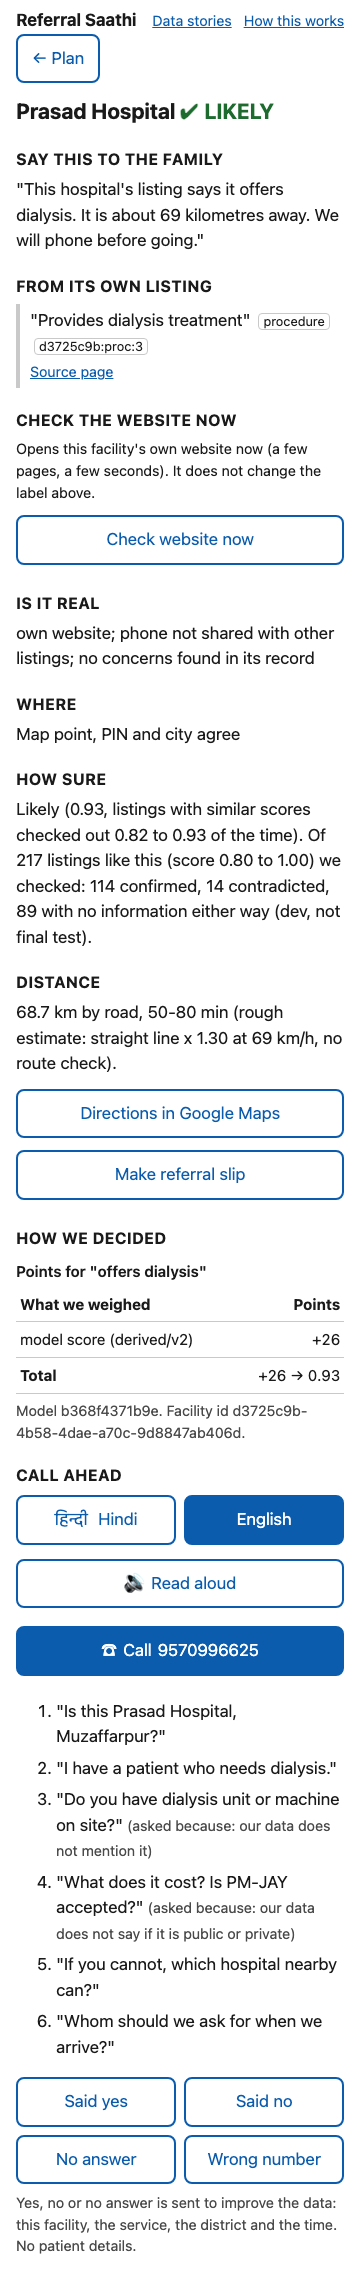 Referral Saathi Data stories How this works
← Plan
Prasad Hospital ✔ LIKELY
SAY THIS TO THE FAMILY
"This hospital's listing says it offers
dialysis. It is about 69 kilometres away. We
will phone before going."
FROM ITS OWN LISTING
"Provides dialysis treatment" procedure
d3725c9b:proc:3
Source page
CHECK THE WEBSITE NOW
Opens this facility's own website now (a few
pages, a few seconds). It does not change the
label above.
Check website now
IS IT REAL
own website; phone not shared with other
listings; no concerns found in its record
WHERE
Map point, PIN and city agree
HOW SURE
Likely (0.93, listings with similar scores
checked out 0.82 to 0.93 of the time). Of
217 listings like this (score 0.80 to 1.00) we
checked: 114 confirmed, 14 contradicted,
89 with no information either way (dev, not
final test).
DISTANCE
68.7 km by road, 50-80 min (rough
estimate: straight line x 1.30 at 69 km/h, no
route check).
Directions in Google Maps
Make referral slip
HOW WE DECIDED
Points for "offers dialysis"
What we weighed Points
model score (derived/v2) +26
Total +26 → 0.93
Model b368f4371b9e. Facility id d3725c9b-
4b58-4dae-a70c-9d8847ab406d.
CALL AHEAD
हिन्दी Hindi English
🔊 Read aloud
☎ Call 9570996625
1. "Is this Prasad Hospital,
Muzaffarpur?"
2. "I have a patient who needs dialysis."
3. "Do you have dialysis unit or machine
on site?" (asked because: our data does
not mention it)
4. "What does it cost? Is PM-JAY
accepted?" (asked because: our data
does not say if it is public or private)
5. "If you cannot, which hospital nearby
can?"
6. "Whom should we ask for when we
arrive?"
Said yes Said no
No answer Wrong number
Yes, no or no answer is sent to improve the data:
this facility, the service, the district and the time.
No patient details.